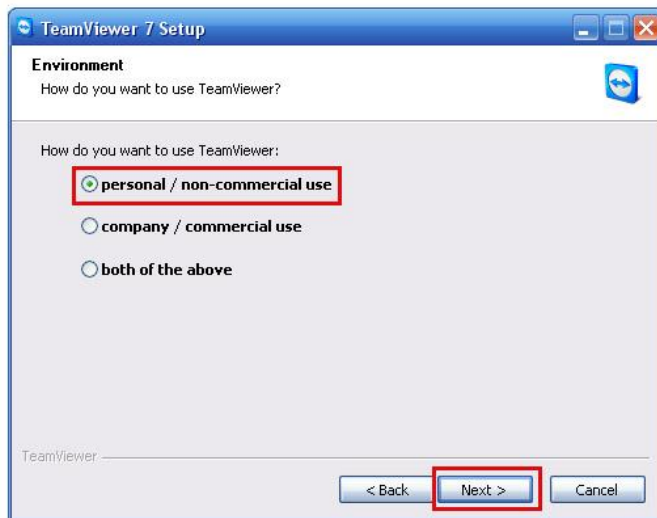 TeamViewer 7 Setup
Environment
How do you want to use TeamViewer?
How do you want to use TeamViewer:
personal / non-commercial use
company / commercial use
both of the above
TeamViewer
< Back Next > Cancel